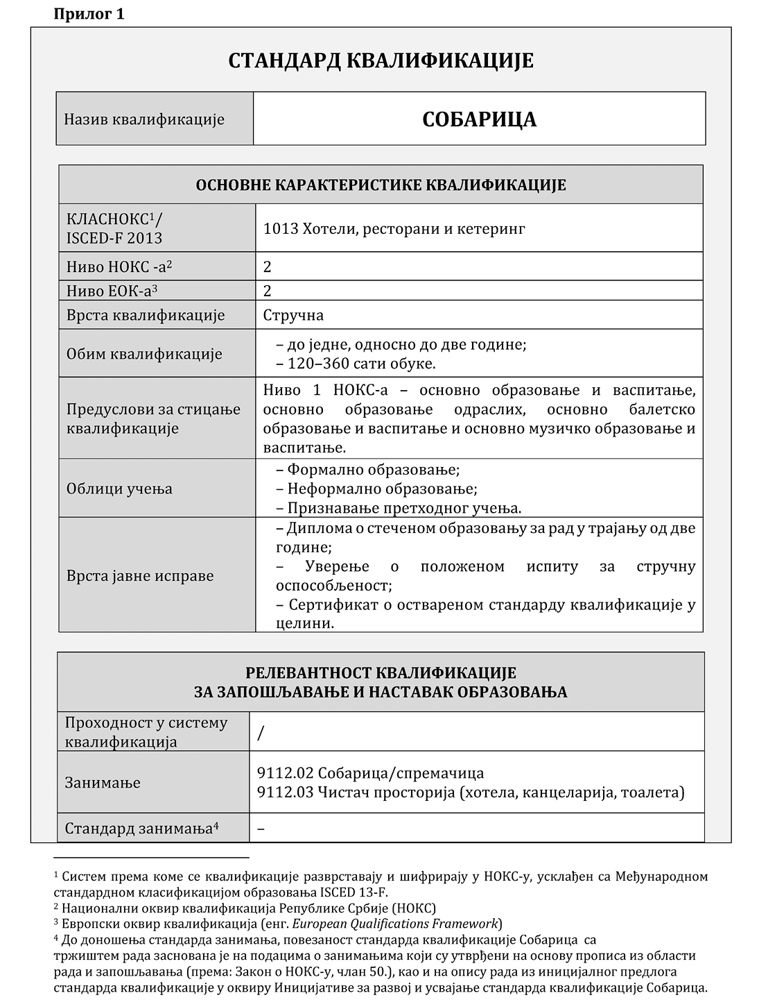 Прилог 1
СТАНДАРД КВАЛИФИКАЦИЈЕ
Назив квалификације
СОБАРИЦА
ОСНОВНЕ КАРАКТЕРИСТИКЕ КВАЛИФИКАЦИЈЕ
КЛАСНОКС¹/
ISCED-F 2013
1013 Хотели, ресторани и кетеринг
Ниво НОКС -а²
2
Ниво ЕОК-а³
2
Врста квалификације
Стручна
Обим квалификације
– до једне, односно до две године;
– 120–360 сати обуке.
Предуслови за стицање
квалификације
Ниво 1 НОКС-а – основно образовање и васпитање,
основно образовање одраслих, основно балетско
образовање и васпитање и основно музичко образовање и
васпитање.
Облици учења
– Формално образовање;
– Неформално образовање;
– Признавање претходног учења.
Врста јавне исправе
– Диплома о стеченом образовању за рад у трајању од две
године;
– Уверење о положеном испиту за стручну
оспособљеност;
– Сертификат о оствареном стандарду квалификације у
целини.
РЕЛЕВАНТНОСТ КВАЛИФИКАЦИЈЕ
ЗА ЗАПОШЉАВАЊЕ И НАСТАВАК ОБРАЗОВАЊА
Проходност у систему
квалификација
/
Занимање
9112.02 Собарица/спремачица
9112.03 Чистач просторија (хотела, канцеларија, тоалета)
Стандард занимања⁴
–
¹ Систем према коме се квалификације разврставају и шифрирају у НОКС-у, усклађен са Међународном
стандардном класификацијом образовања ISCED 13-F.
² Национални оквир квалификација Републике Србије (НОКС)
³ Европски оквир квалификација (енг. European Qualifications Framework)
⁴ До доношења стандарда занимања, повезаност стандарда квалификације Собарица са
тржиштем рада заснована је на подацима о занимањима који су утврђени на основу прописа из области
рада и запошљавања (према: Закон о НОКС-у, члан 50.), као и на опису рада из иницијалног предлога
стандарда квалификације у оквиру Иницијативе за развој и усвајање стандарда квалификације Собарица.